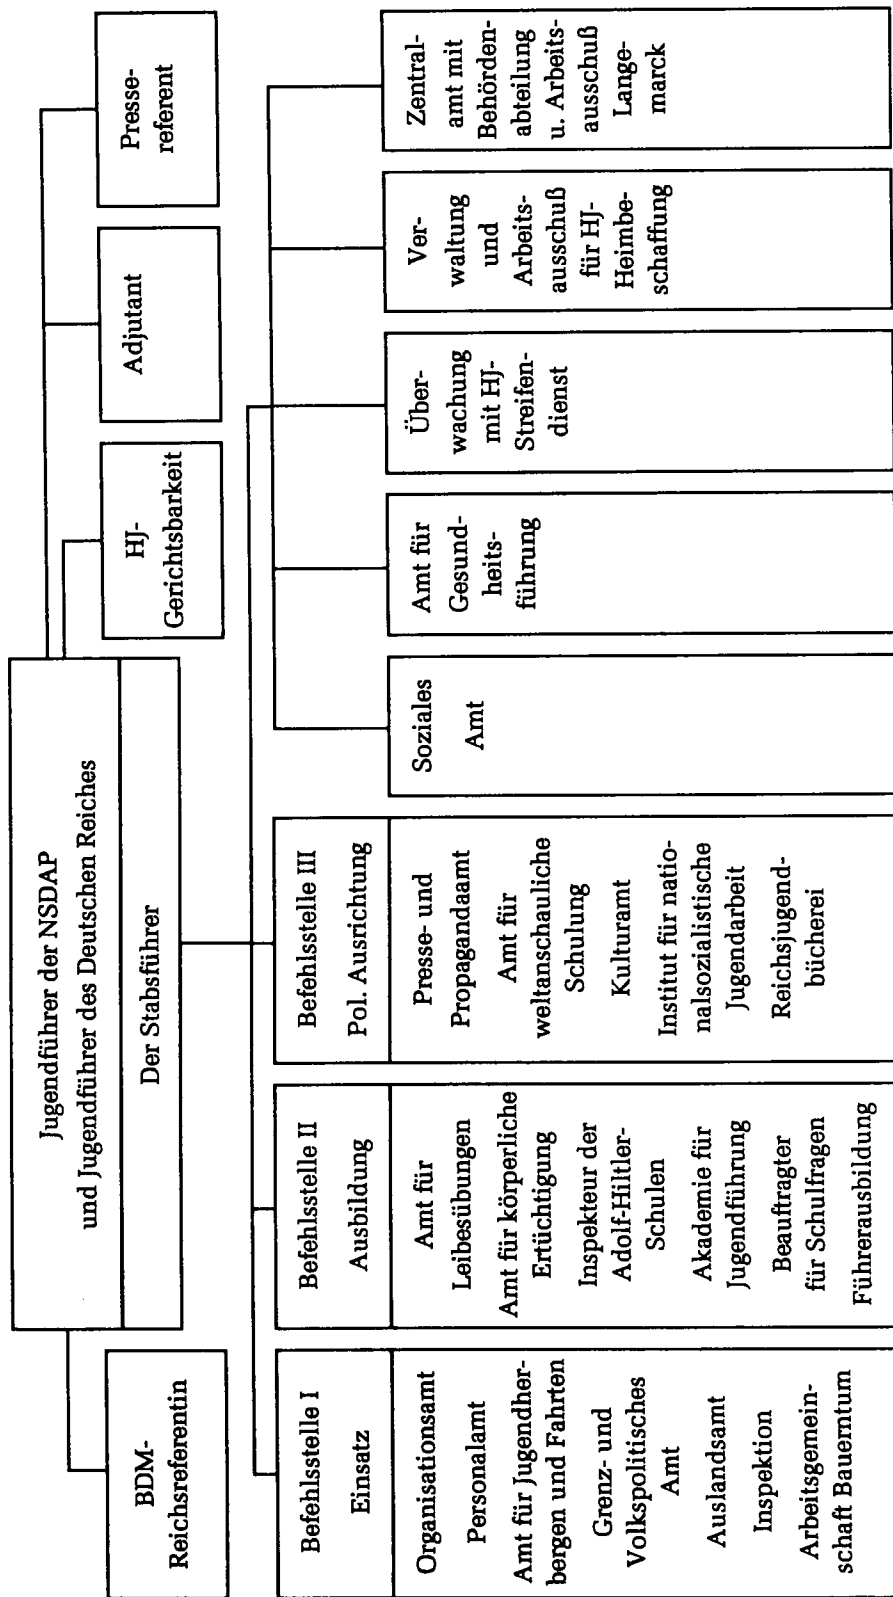 Jugendführer der NSDAP
und Jugendführer des Deutschen Reiches
Der Stabsführer
BDM-
Reichsreferentin
HJ-
Gerichtsbarkeit
Adjutant
Presse-
referent
Befehlsstelle I
Einsatz
Organisationsamt
Personalamt
Amt für Jugendher-
bergen und Fahrten
Grenz- und
Volkspolitisches
Amt
Auslandsamt
Inspektion
Arbeitsgemein-
schaft Bauerntum
Befehlsstelle II
Ausbildung
Amt für
Leibesübungen
Amt für körperliche
Ertüchtigung
Inspekteur der
Adolf-Hiltler-
Schulen
Akademie für
Jugendführung
Beauftragter
für Schulfragen
Führerausbildung
Befehlsstelle III
Pol. Ausrichtung
Presse- und
Propagandaamt
Amt für
weltanschauliche
Schulung
Kulturamt
Institut für natio-
nalsozialistische
Jugendarbeit
Reichsjugend-
bücherei
Soziales
Amt
Amt für
Gesund-
heits-
führung
Über-
wachung
mit HJ-
Streifen-
dienst
Ver-
waltung
und
Arbeits-
ausschuß
für HJ-
Heimbe-
schaffung
Zentral-
amt mit
Behörden-
abteilung
u. Arbeits-
ausschuß
Lange-
marck